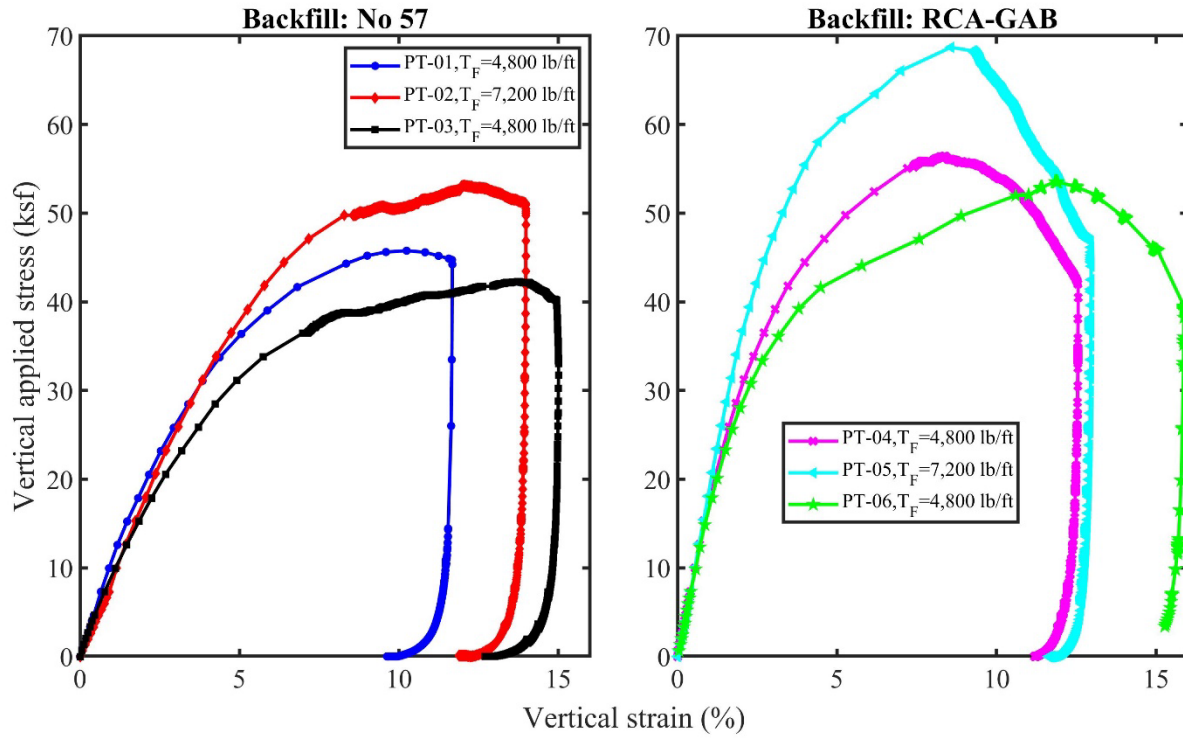 Backfill: No 57
70
60
50
40
30
20
10
0
0
5
10
15
Vertical applied stress (ksf)
PT-01,T_F=4,800 lb/ft
PT-02,T_F=7,200 lb/ft
PT-03,T_F=4,800 lb/ft
Backfill: RCA-GAB
70
60
50
40
30
20
10
0
0
5
10
15
PT-04,T_F=4,800 lb/ft
PT-05,T_F=7,200 lb/ft
PT-06,T_F=4,800 lb/ft
Vertical strain (%)